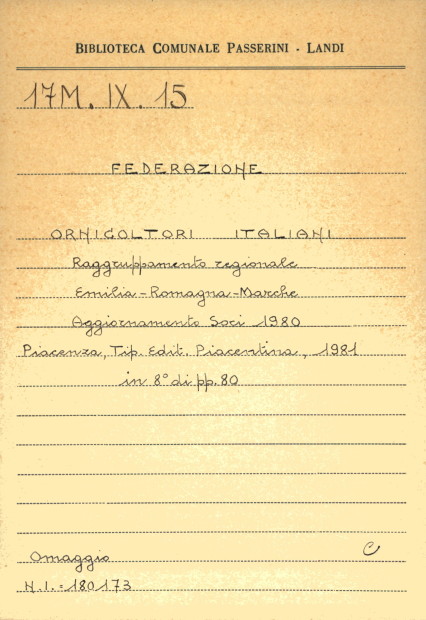 BIBLIOTECA COMUNALE PASSERINI - LANDI
17M. IX. 15
FEDERAZIONE
ORNICOLTORI ITALIANI
Raggruppamento regionale
Emilia-Romagna-Marche
Aggiornamento Soci 1980
Piacenza, Tip. Edit. Piacentina, 1981
in 8° di pp. 80
Omaggio C
N.I. = 180173